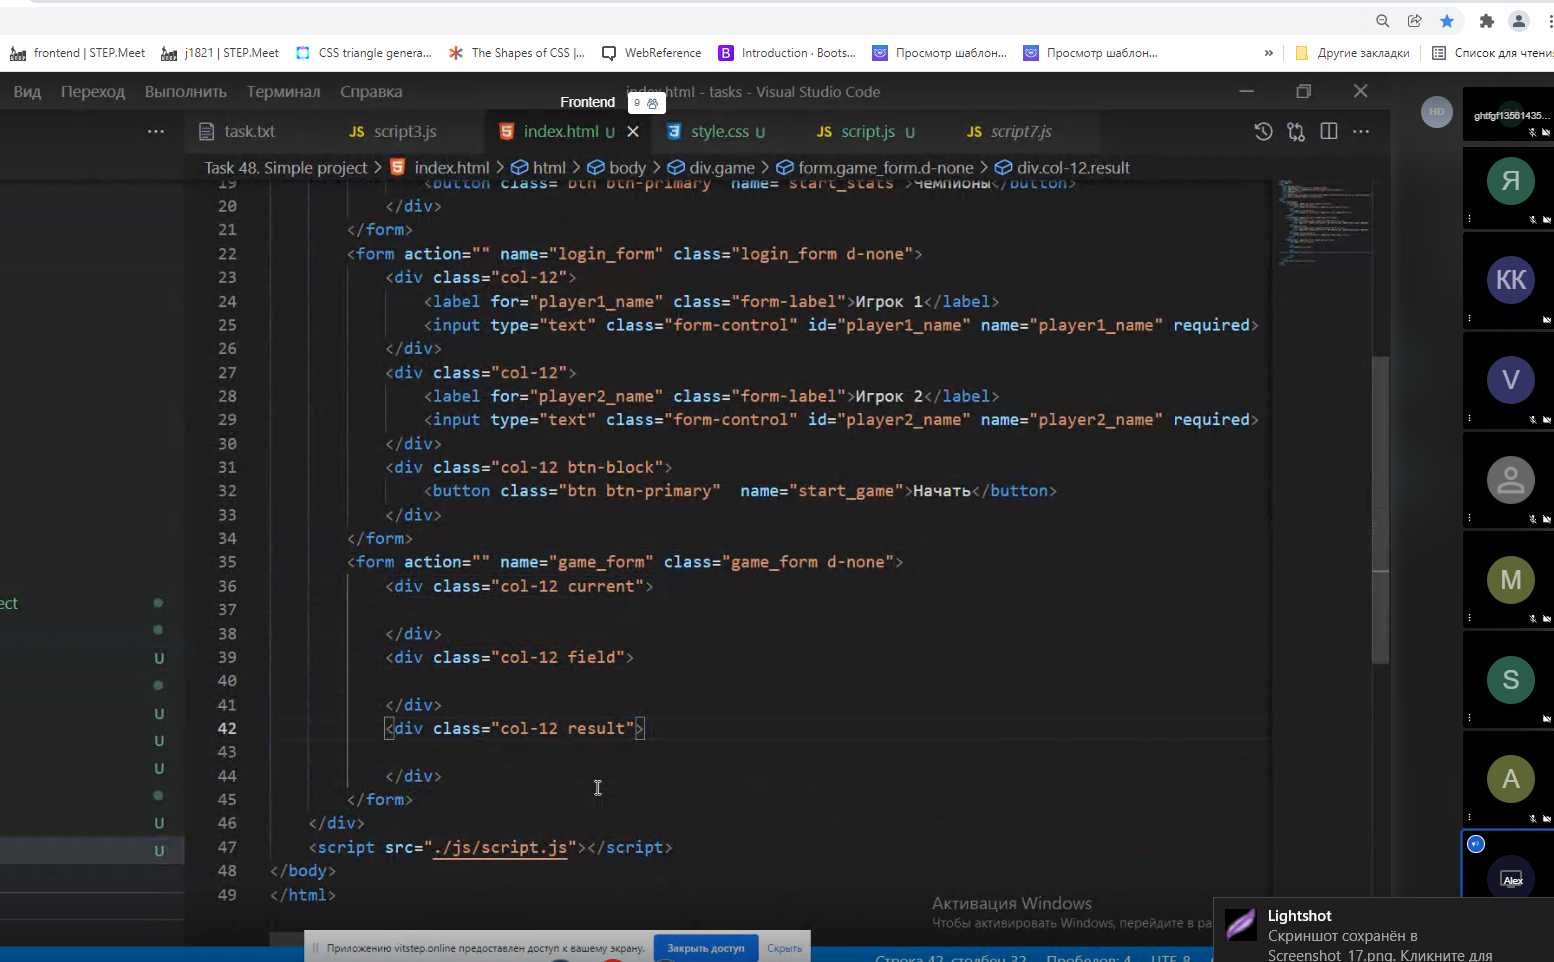 frontend | STEP.Meet
j1821 | STEP.Meet
CSS triangle genera...
The Shapes of CSS |...
WebReference
Introduction · Boots...
Просмотр шаблон...
Просмотр шаблон...
»
Другие закладки
Список для чтени
Вид Переход Выполнить Терминал Справка
index.html - tasks - Visual Studio Code
Frontend 9
HD
ghtfgf13561435...
task.txt
JS script3.js
index.html U
style.css U
JS script.js U
JS script7.js
Task 48. Simple project > index.html > html > body > div.game > form.game_form.d-none > div.col-12.result
19 <button class="btn btn-primary" name="start_stats">Чемпионы</button>
20 </div>
21 </form>
22 <form action="" name="login_form" class="login_form d-none">
23 <div class="col-12">
24 <label for="player1_name" class="form-label">Игрок 1</label>
25 <input type="text" class="form-control" id="player1_name" name="player1_name" required>
26 </div>
27 <div class="col-12">
28 <label for="player2_name" class="form-label">Игрок 2</label>
29 <input type="text" class="form-control" id="player2_name" name="player2_name" required>
30 </div>
31 <div class="col-12 btn-block">
32 <button class="btn btn-primary"  name="start_game">Начать</button>
33 </div>
34 </form>
35 <form action="" name="game_form" class="game_form d-none">
36 <div class="col-12 current">
37
38 </div>
39 <div class="col-12 field">
40
41 </div>
42 <div class="col-12 result">
43
44 </div>
45 </form>
46 </div>
47 <script src="./js/script.js"></script>
48 </body>
49 </html>
ect
U
U
U
U
U
U
Я
КК
V
M
S
A
Alex
Активация Windows
Чтобы активировать Windows, перейдите в ра
Приложению vitstep.online предоставлен доступ к вашему экрану.
Закрыть доступ
Скрыть
Строка 42, столбец 32 Пробелов: 4 UTF-8
Lightshot
Скриншот сохранён в
Screenshot_17.png. Кликните для